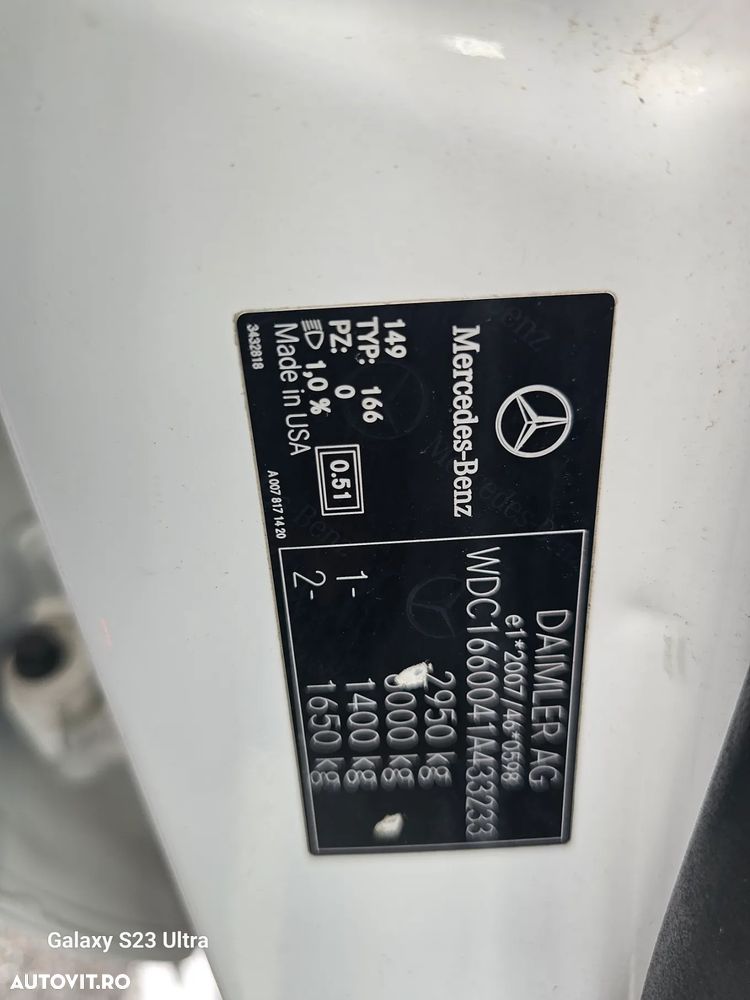 DAIMLER AG
e1*2007/46*0598
WDC1660041A433233
2950 kg
kg
1- 1400 kg
2- 1650 kg
Mercedes-Benz
149
TYP: 166
PZ: 0
1,0 %
0.51
Made in USA
3432818
A 007 817 14 20
Galaxy S23 Ultra
AUTOVIT.RO